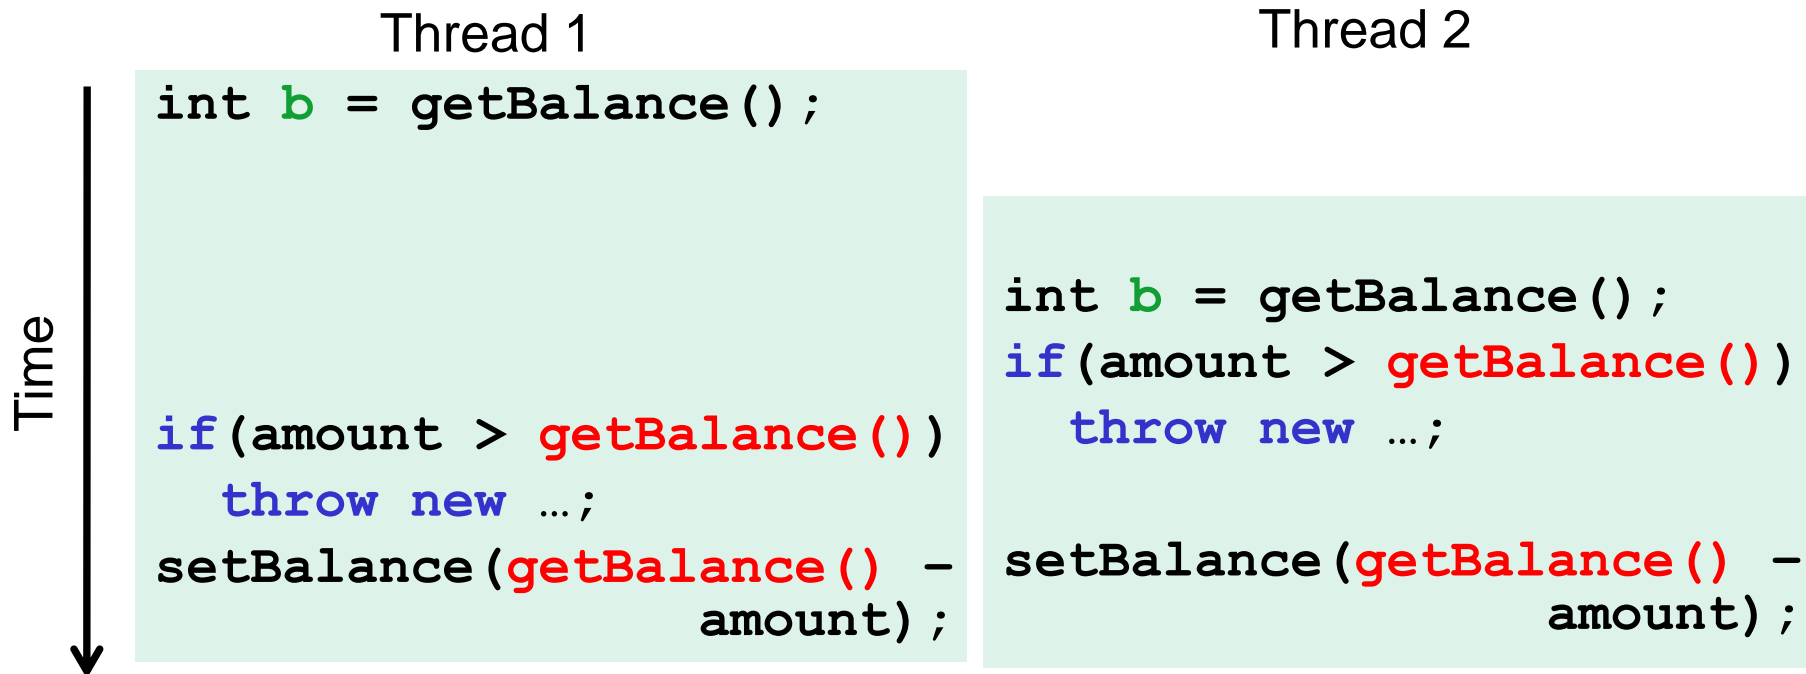 Thread 1
Thread 2
Time
int b = getBalance();
if(amount > getBalance())
throw new …;
setBalance(getBalance() –
amount);
int b = getBalance();
if(amount > getBalance())
throw new …;
setBalance(getBalance() –
amount);